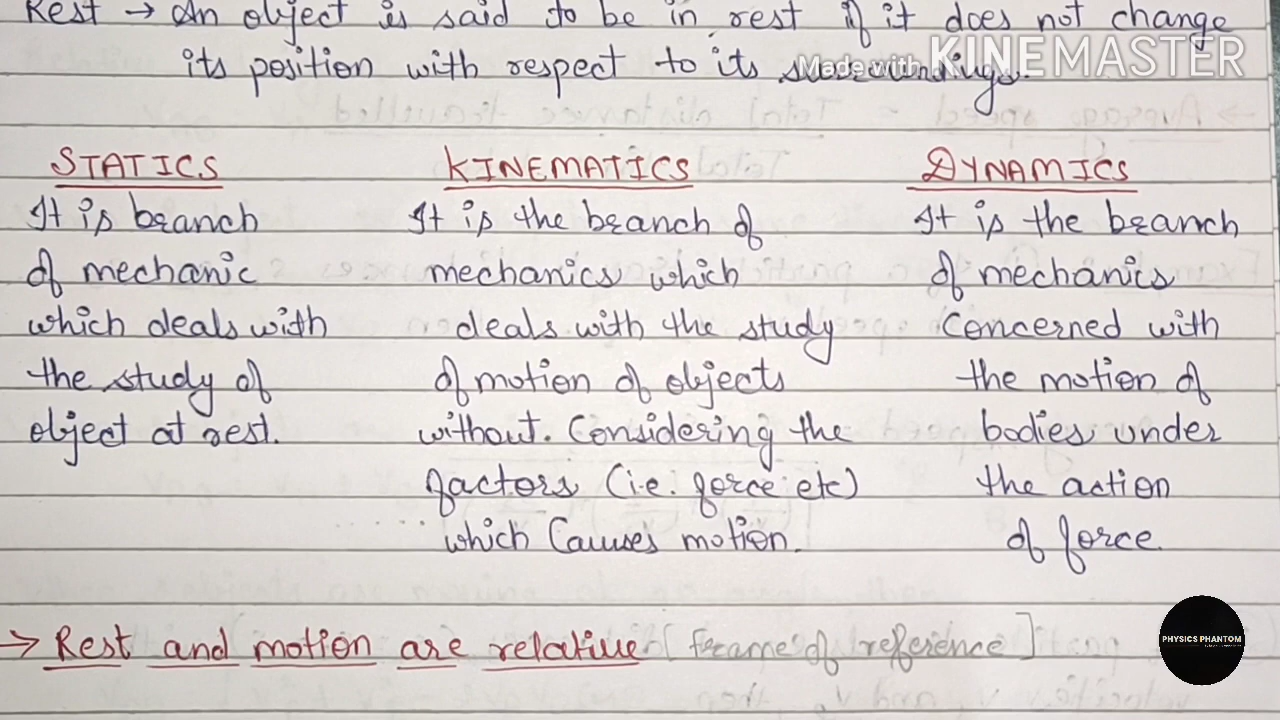 Rest → An object is said to be in rest if it does not change
its position with respect to its surroundings.
Made with KINEMASTER
STATICS
It is branch
of mechanic
which deals with
the study of
object at rest.
KINEMATICS
It is the branch of
mechanics which
deals with the study
of motion of objects
without. Considering the
factors (i.e. force etc)
which Causes motion.
DYNAMICS
It is the branch
of mechanics
Concerned with
the motion of
bodies under
the action
of force.
→ Rest and motion are relative [frame of reference]
PHYSICS PHANTOM